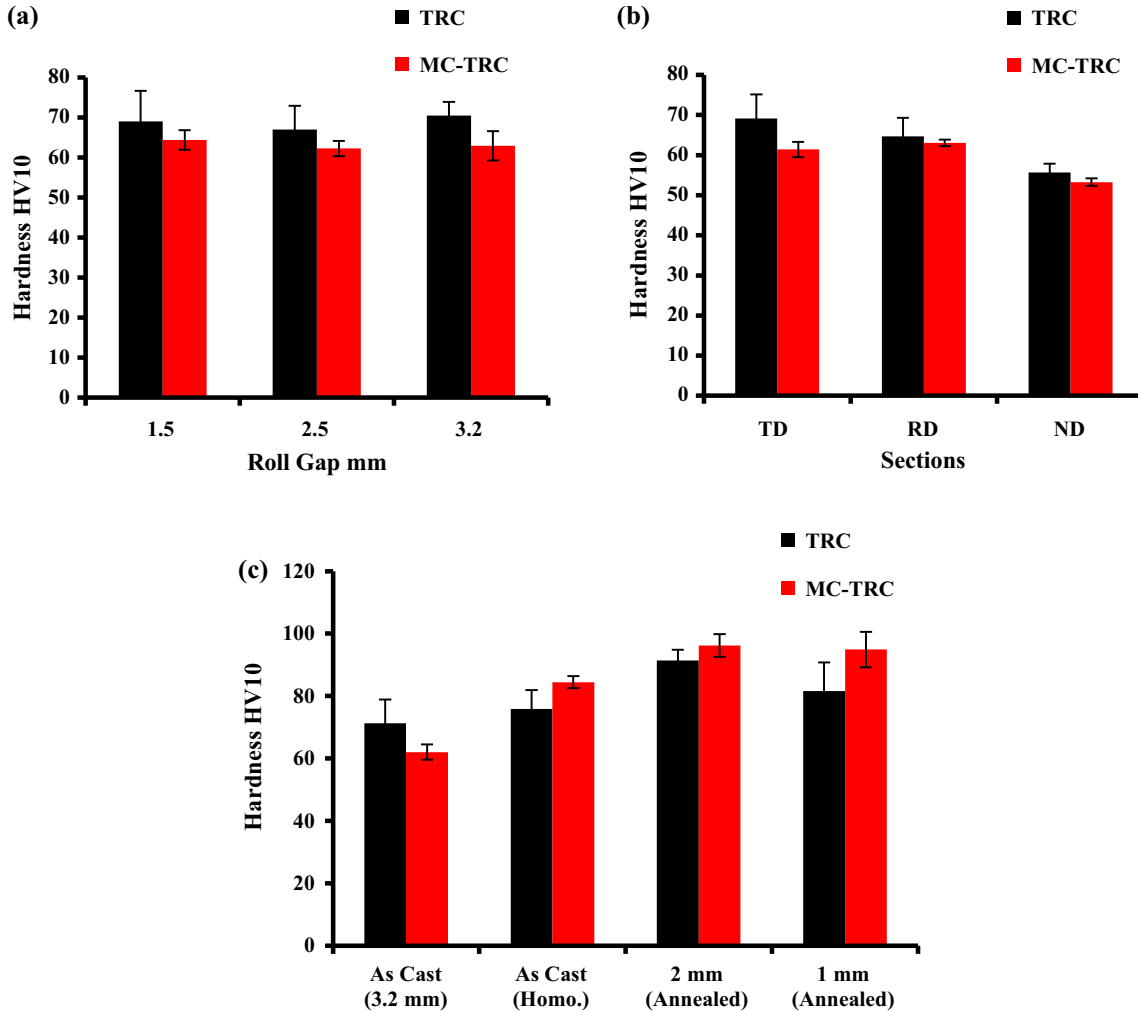 (a)
TRC
MC-TRC
Hardness HV10
80
70
60
50
40
30
20
10
0
1.5 2.5 3.2
Roll Gap mm
(b)
TRC
MC-TRC
Hardness HV10
80
70
60
50
40
30
20
10
0
TD RD ND
Sections
(c)
TRC
MC-TRC
Hardness HV10
120
100
80
60
40
20
0
As Cast As Cast 2 mm 1 mm
(3.2 mm) (Homo.) (Annealed) (Annealed)